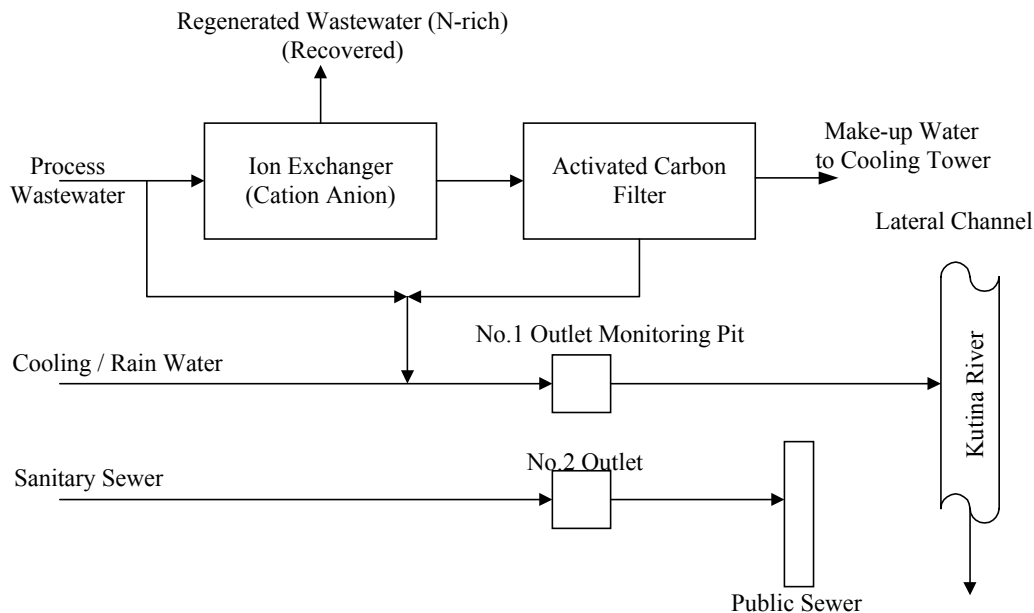 Regenerated Wastewater (N-rich)
(Recovered)
Process
Wastewater
Ion Exchanger
(Cation Anion)
Activated Carbon
Filter
Make-up Water
to Cooling Tower
Lateral Channel
No.1 Outlet Monitoring Pit
Cooling / Rain Water
Kutina River
No.2 Outlet
Sanitary Sewer
Public Sewer